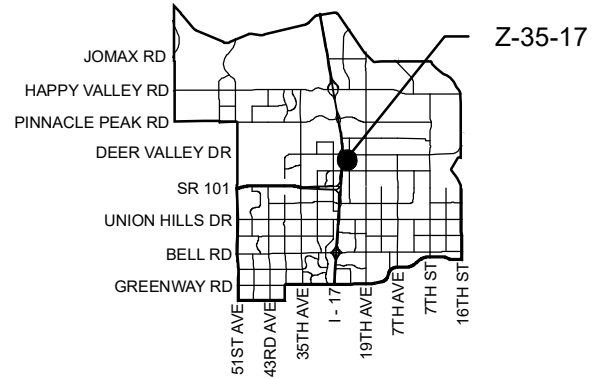 Z-35-17
JOMAX RD
HAPPY VALLEY RD
PINNACLE PEAK RD
DEER VALLEY DR
SR 101
UNION HILLS DR
BELL RD
GREENWAY RD
51ST AVE
43RD AVE
35TH AVE
I - 17
19TH AVE
7TH AVE
7TH ST
16TH ST